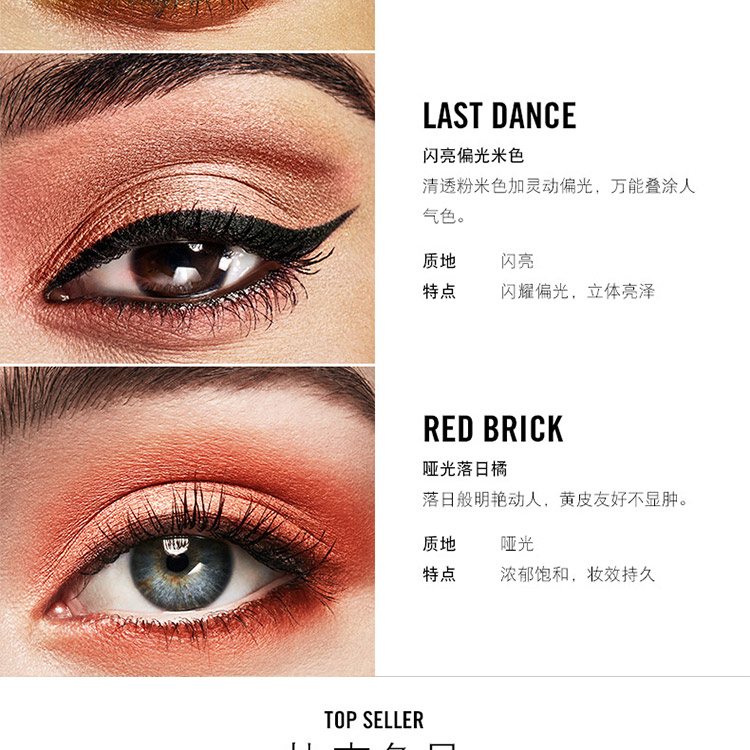 LAST DANCE
闪亮偏光米色
清透粉米色加灵动偏光，万能叠涂人
气色。
质地 闪亮
特点 闪耀偏光，立体亮泽
RED BRICK
哑光落日橘
落日般明艳动人，黄皮友好不显肿。
质地 哑光
特点 浓郁饱和，妆效持久
TOP SELLER